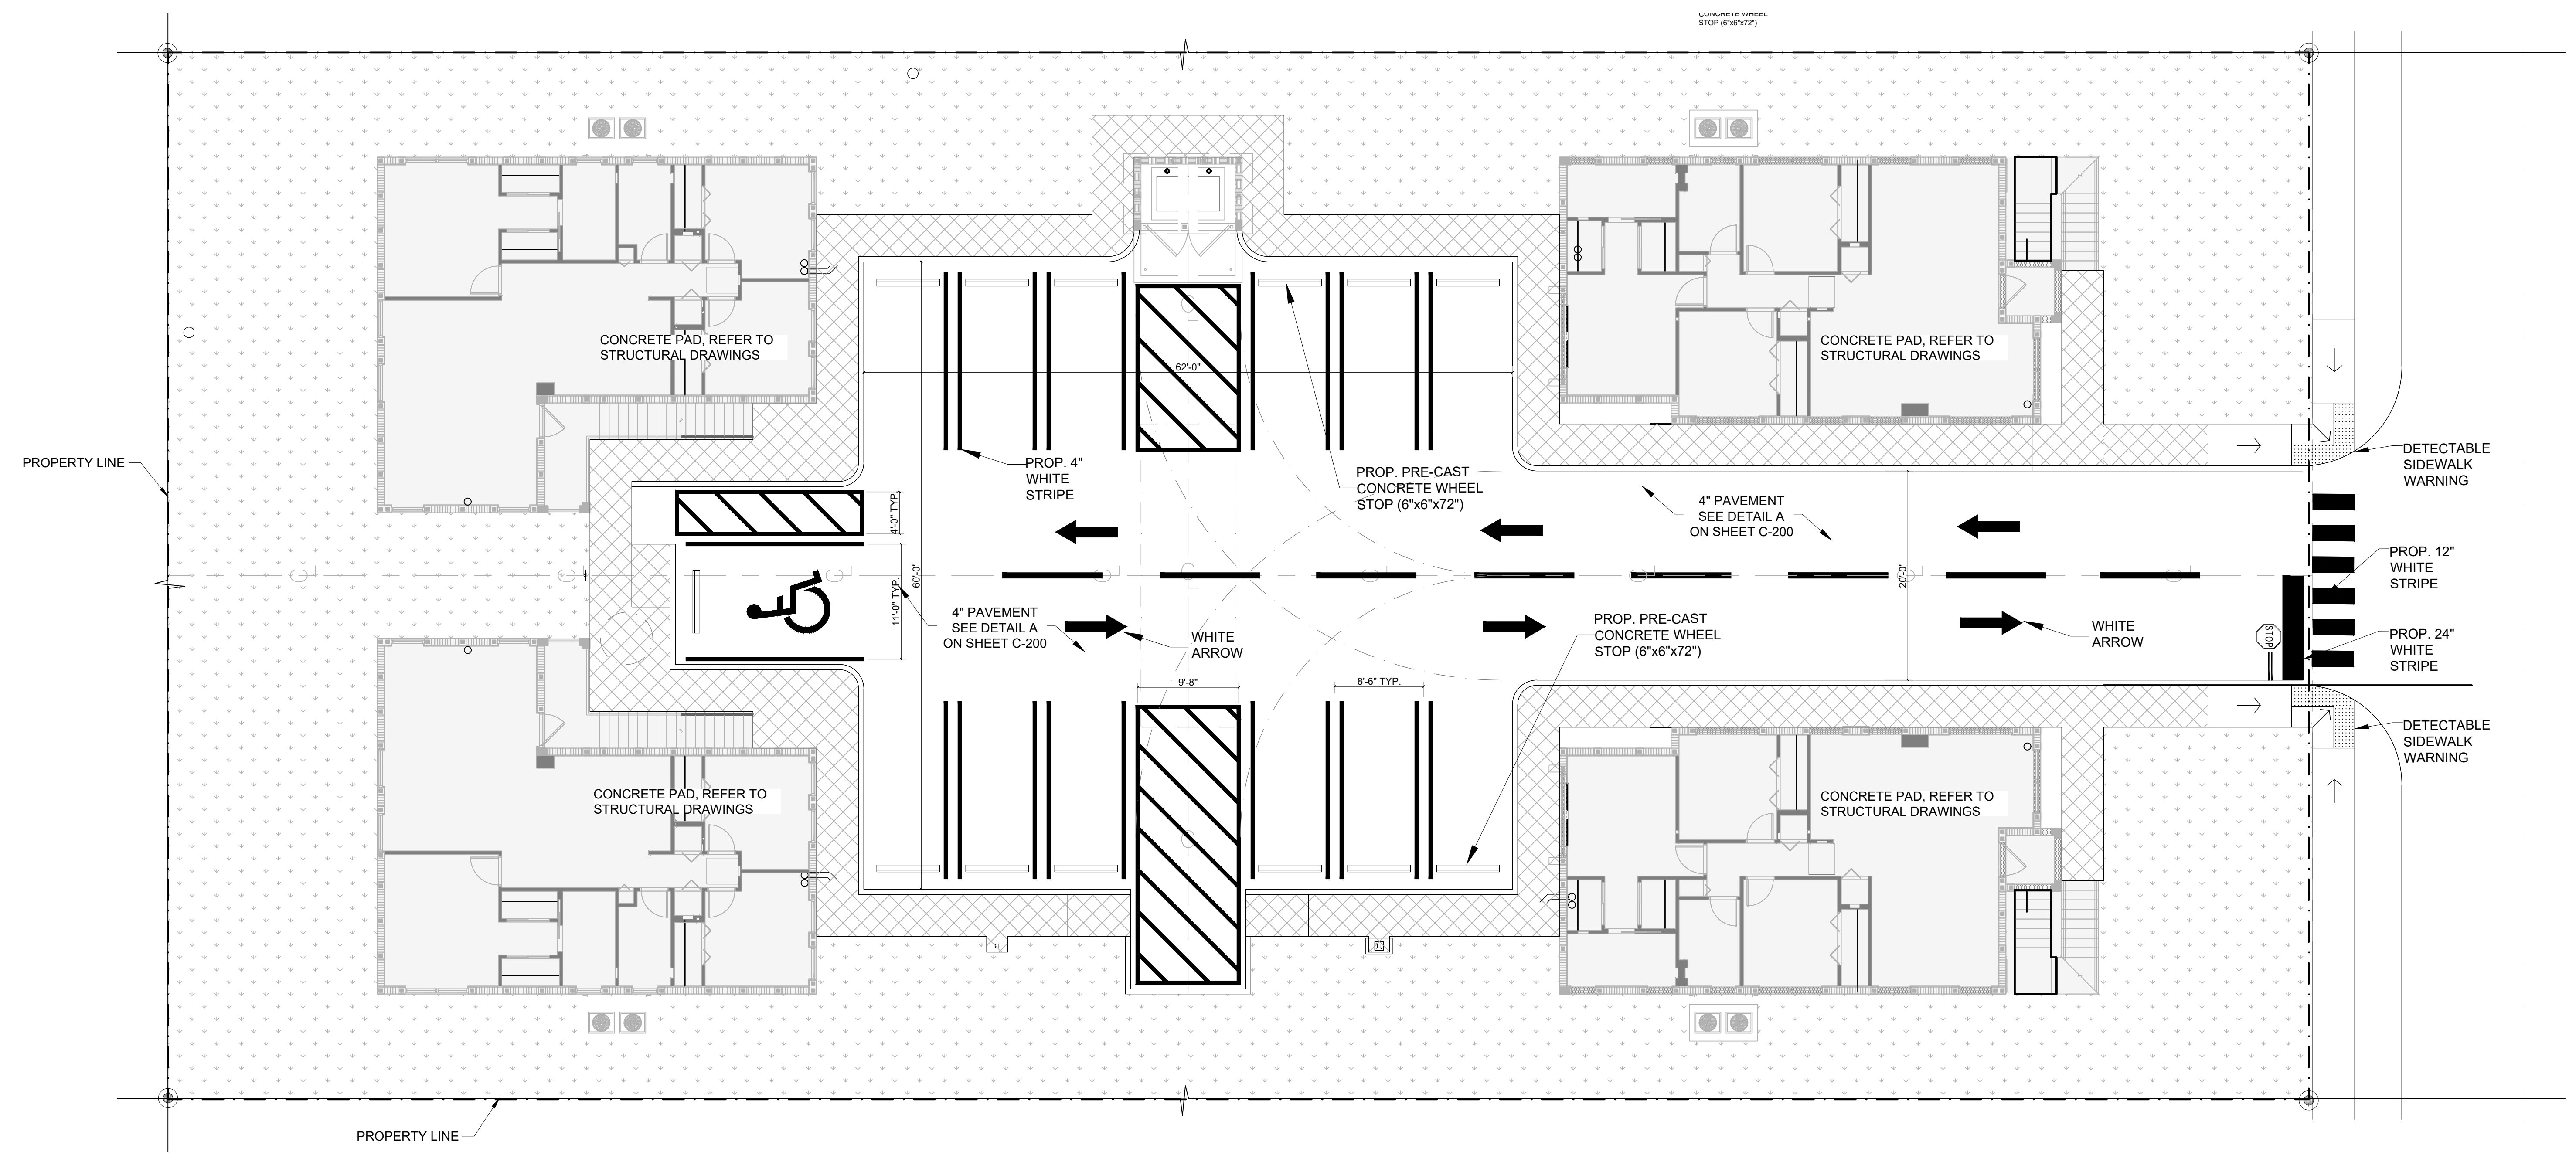 CONCRETE WHEEL
STOP (6"x6"x72")
CONCRETE PAD, REFER TO
STRUCTURAL DRAWINGS
62'-0"
CONCRETE PAD, REFER TO
STRUCTURAL DRAWINGS
PROPERTY LINE
PROP. 4"
WHITE
STRIPE
PROP. PRE-CAST
CONCRETE WHEEL
STOP (6"x6"x72")
4" PAVEMENT
SEE DETAIL A
ON SHEET C-200
DETECTABLE
SIDEWALK
WARNING
4'-0" TYP.
11'-0" TYP.
60'-0"
20'-0"
PROP. 12"
WHITE
STRIPE
4" PAVEMENT
SEE DETAIL A
ON SHEET C-200
WHITE
ARROW
PROP. PRE-CAST
CONCRETE WHEEL
STOP (6"x6"x72")
WHITE
ARROW
STOP
PROP. 24"
WHITE
STRIPE
9'-8"
8'-6" TYP.
DETECTABLE
SIDEWALK
WARNING
CONCRETE PAD, REFER TO
STRUCTURAL DRAWINGS
CONCRETE PAD, REFER TO
STRUCTURAL DRAWINGS
PROPERTY LINE